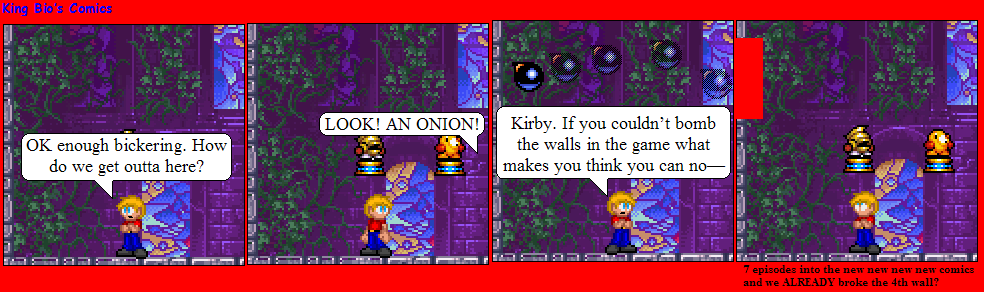 King Bio's Comics
OK enough bickering. How
do we get outta here?
LOOK! AN ONION!
Kirby. If you couldn't bomb
the walls in the game what
makes you think you can no—
7 episodes into the new new new new comics
and we ALREADY broke the 4th wall?